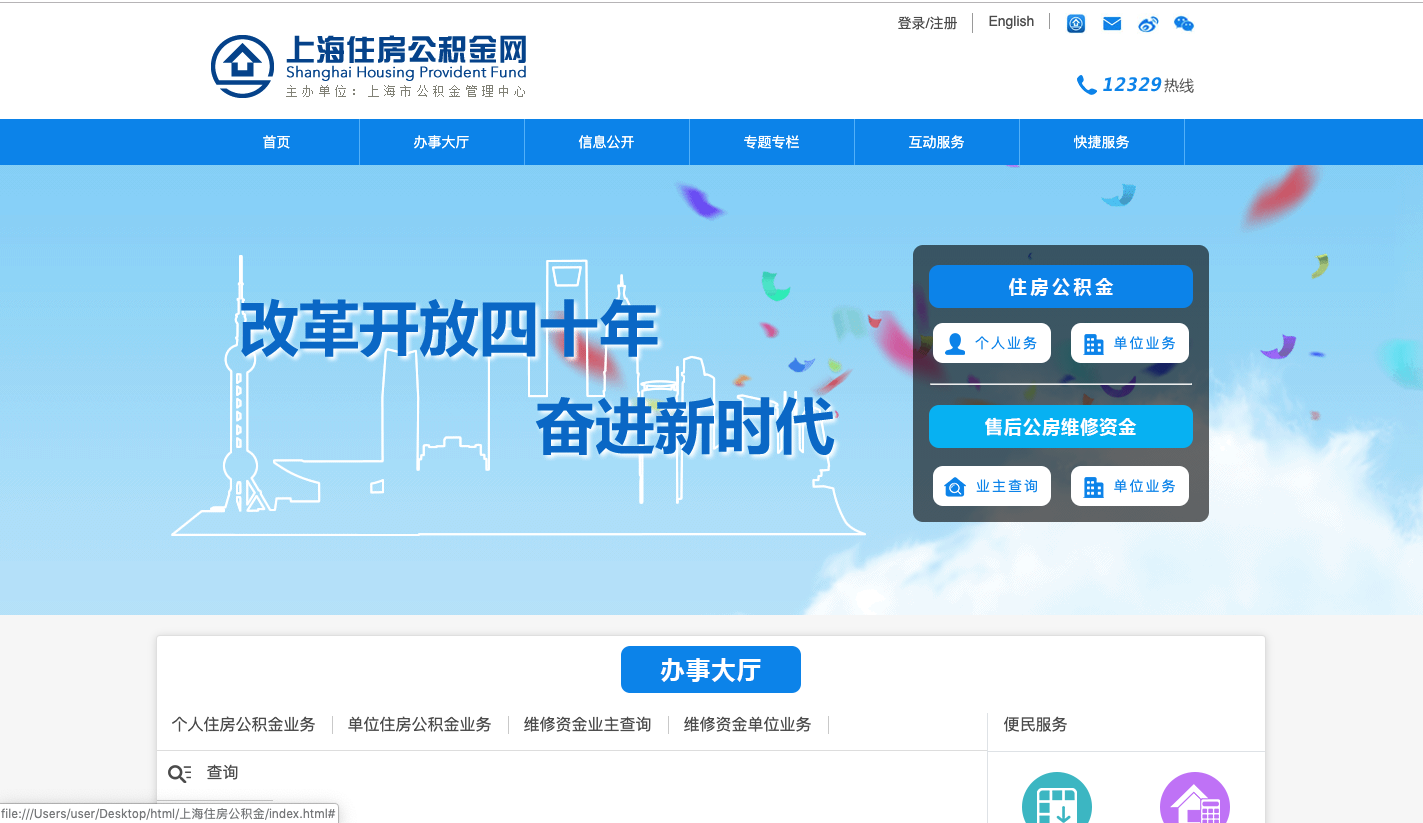 登录/注册 English
上海住房公积金网
Shanghai Housing Provident Fund
主办单位：上海市公积金管理中心
12329热线
首页 办事大厅 信息公开 专题专栏 互动服务 快捷服务
改革开放四十年
奋进新时代
住房公积金
个人业务 单位业务
售后公房维修资金
业主查询 单位业务
办事大厅
个人住房公积金业务 单位住房公积金业务 维修资金业主查询 维修资金单位业务 便民服务
查询
file:///Users/user/Desktop/html/上海住房公积金/index.html#